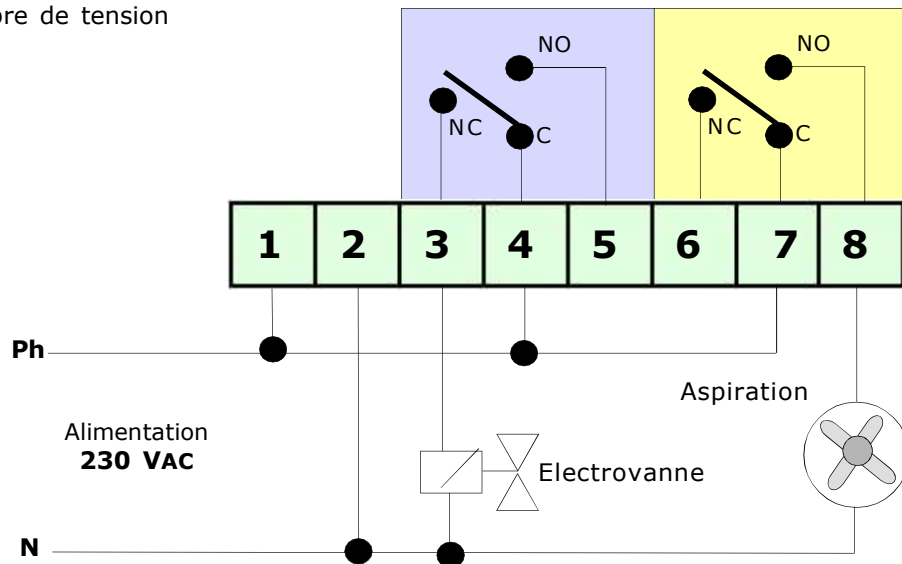 de tension
NO
NO
NC
C
NC
C
1 2 3 4 5 6 7 8
Ph
Aspiration
Alimentation
230 VAC
Electrovanne
N